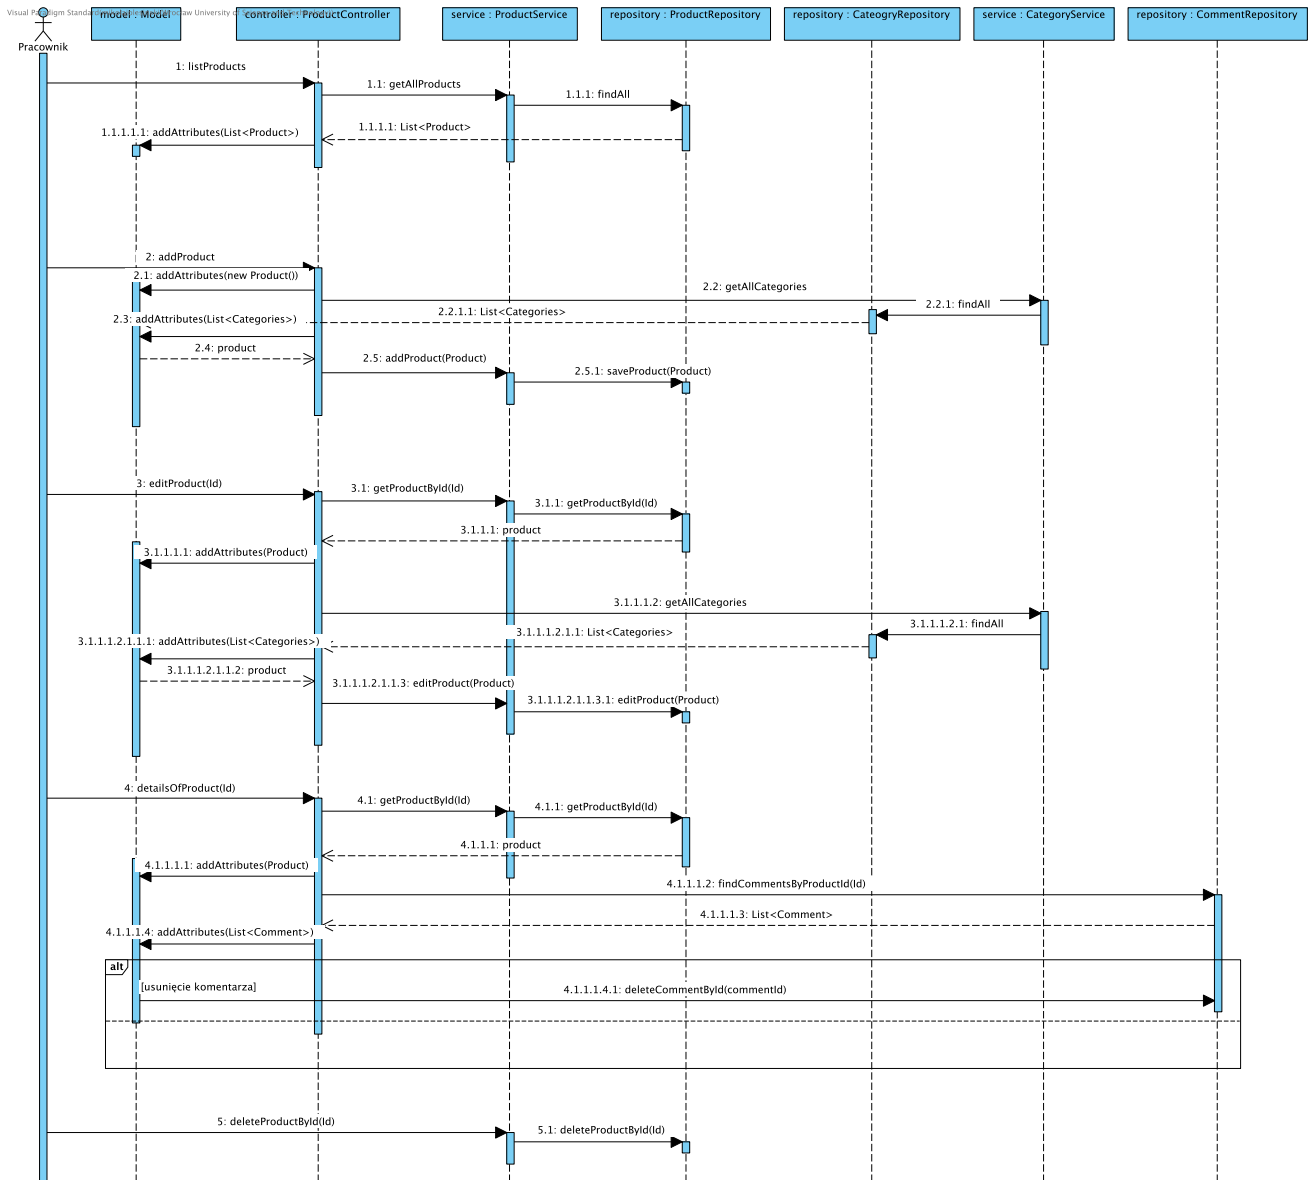 Visual Paradigm Standard
Wroclaw University of
Pracownik
model : Model
controller : ProductController
service : ProductService
repository : ProductRepository
repository : CateogryRepository
service : CategoryService
repository : CommentRepository
1: listProducts
1.1: getAllProducts
1.1.1: findAll
1.1.1.1: List<Product>
1.1.1.1.1: addAttributes(List<Product>)
2: addProduct
2.1: addAttributes(new Product())
2.2: getAllCategories
2.2.1: findAll
2.2.1.1: List<Categories>
2.3: addAttributes(List<Categories>)
2.4: product
2.5: addProduct(Product)
2.5.1: saveProduct(Product)
3: editProduct(Id)
3.1: getProductById(Id)
3.1.1: getProductById(Id)
3.1.1.1: product
3.1.1.1.1: addAttributes(Product)
3.1.1.1.2: getAllCategories
3.1.1.1.2.1: findAll
3.1.1.1.2.1.1: List<Categories>
3.1.1.1.2.1.1.1: addAttributes(List<Categories>)
3.1.1.1.2.1.1.2: product
3.1.1.1.2.1.1.3: editProduct(Product)
3.1.1.1.2.1.1.3.1: editProduct(Product)
4: detailsOfProduct(Id)
4.1: getProductById(Id)
4.1.1: getProductById(Id)
4.1.1.1: product
4.1.1.1.1: addAttributes(Product)
4.1.1.1.2: findCommentsByProductId(Id)
4.1.1.1.3: List<Comment>
4.1.1.1.4: addAttributes(List<Comment>)
alt
[usunięcie komentarza]
4.1.1.1.4.1: deleteCommentById(commentId)
5: deleteProductById(Id)
5.1: deleteProductById(Id)